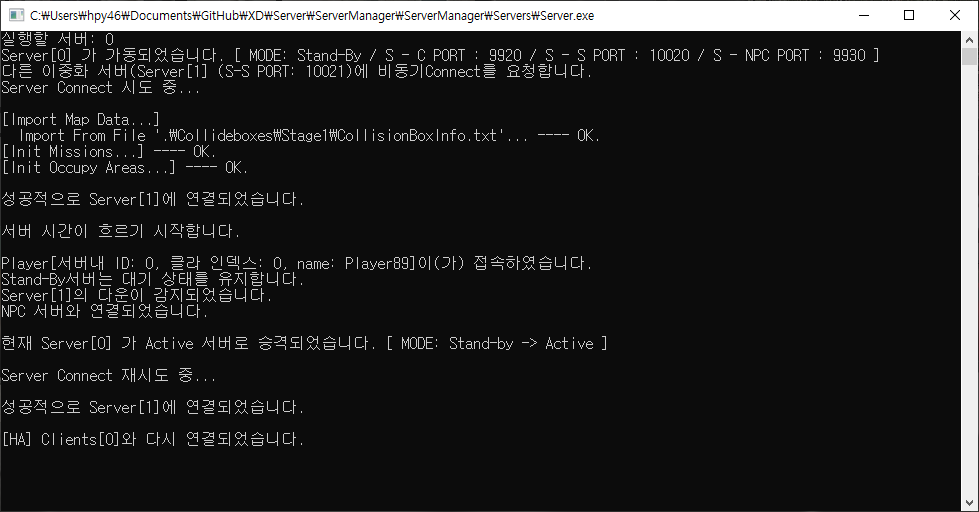 C:₩Users₩hpy46₩Documents₩GitHub₩XD₩Server₩ServerManager₩ServerManager₩Servers₩Server.exe
실행할 서버: 0
Server[0] 가 가동되었습니다. [ MODE: Stand-By / S - C PORT : 9920 / S - S PORT : 10020 / S - NPC PORT : 9930 ]
다른 이중화 서버(Server[1] (S-S PORT: 10021)에 비동기Connect를 요청합니다.
Server Connect 시도 중...
[Import Map Data...]
Import From File '.₩Collideboxes₩Stage1₩CollisionBoxInfo.txt'... ---- OK.
[Init Missions...] ---- OK.
[Init Occupy Areas...] ---- OK.
성공적으로 Server[1]에 연결되었습니다.
서버 시간이 흐르기 시작합니다.
Player[서버내 ID: 0, 클라 인덱스: 0, name: Player89]이(가) 접속하였습니다.
Stand-By서버는 대기 상태를 유지합니다.
Server[1]의 다운이 감지되었습니다.
NPC 서버와 연결되었습니다.
현재 Server[0] 가 Active 서버로 승격되었습니다. [ MODE: Stand-by -> Active ]
Server Connect 재시도 중...
성공적으로 Server[1]에 연결되었습니다.
[HA] Clients[0]와 다시 연결되었습니다.